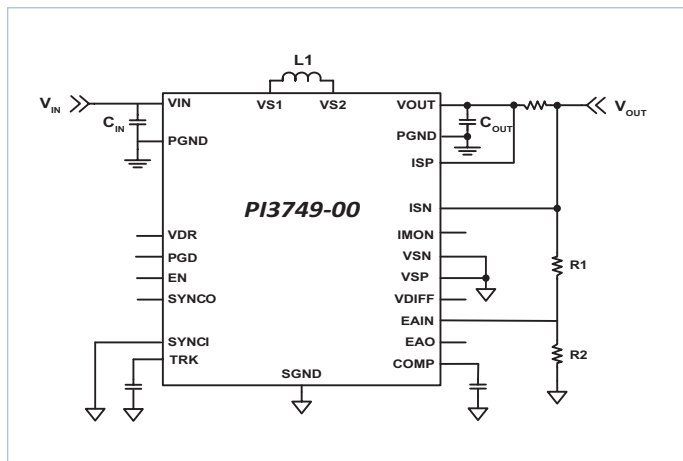 L1
VIN
CIN
VIN
PGND
VS1
VS2
VOUT
PGND
ISP
COUT
VOUT
PI3749-00
ISN
IMON
VSN
VSP
VDIFF
EAIN
EAO
COMP
VDR
PGD
EN
SYNCO
SYNCI
TRK
SGND
R1
R2